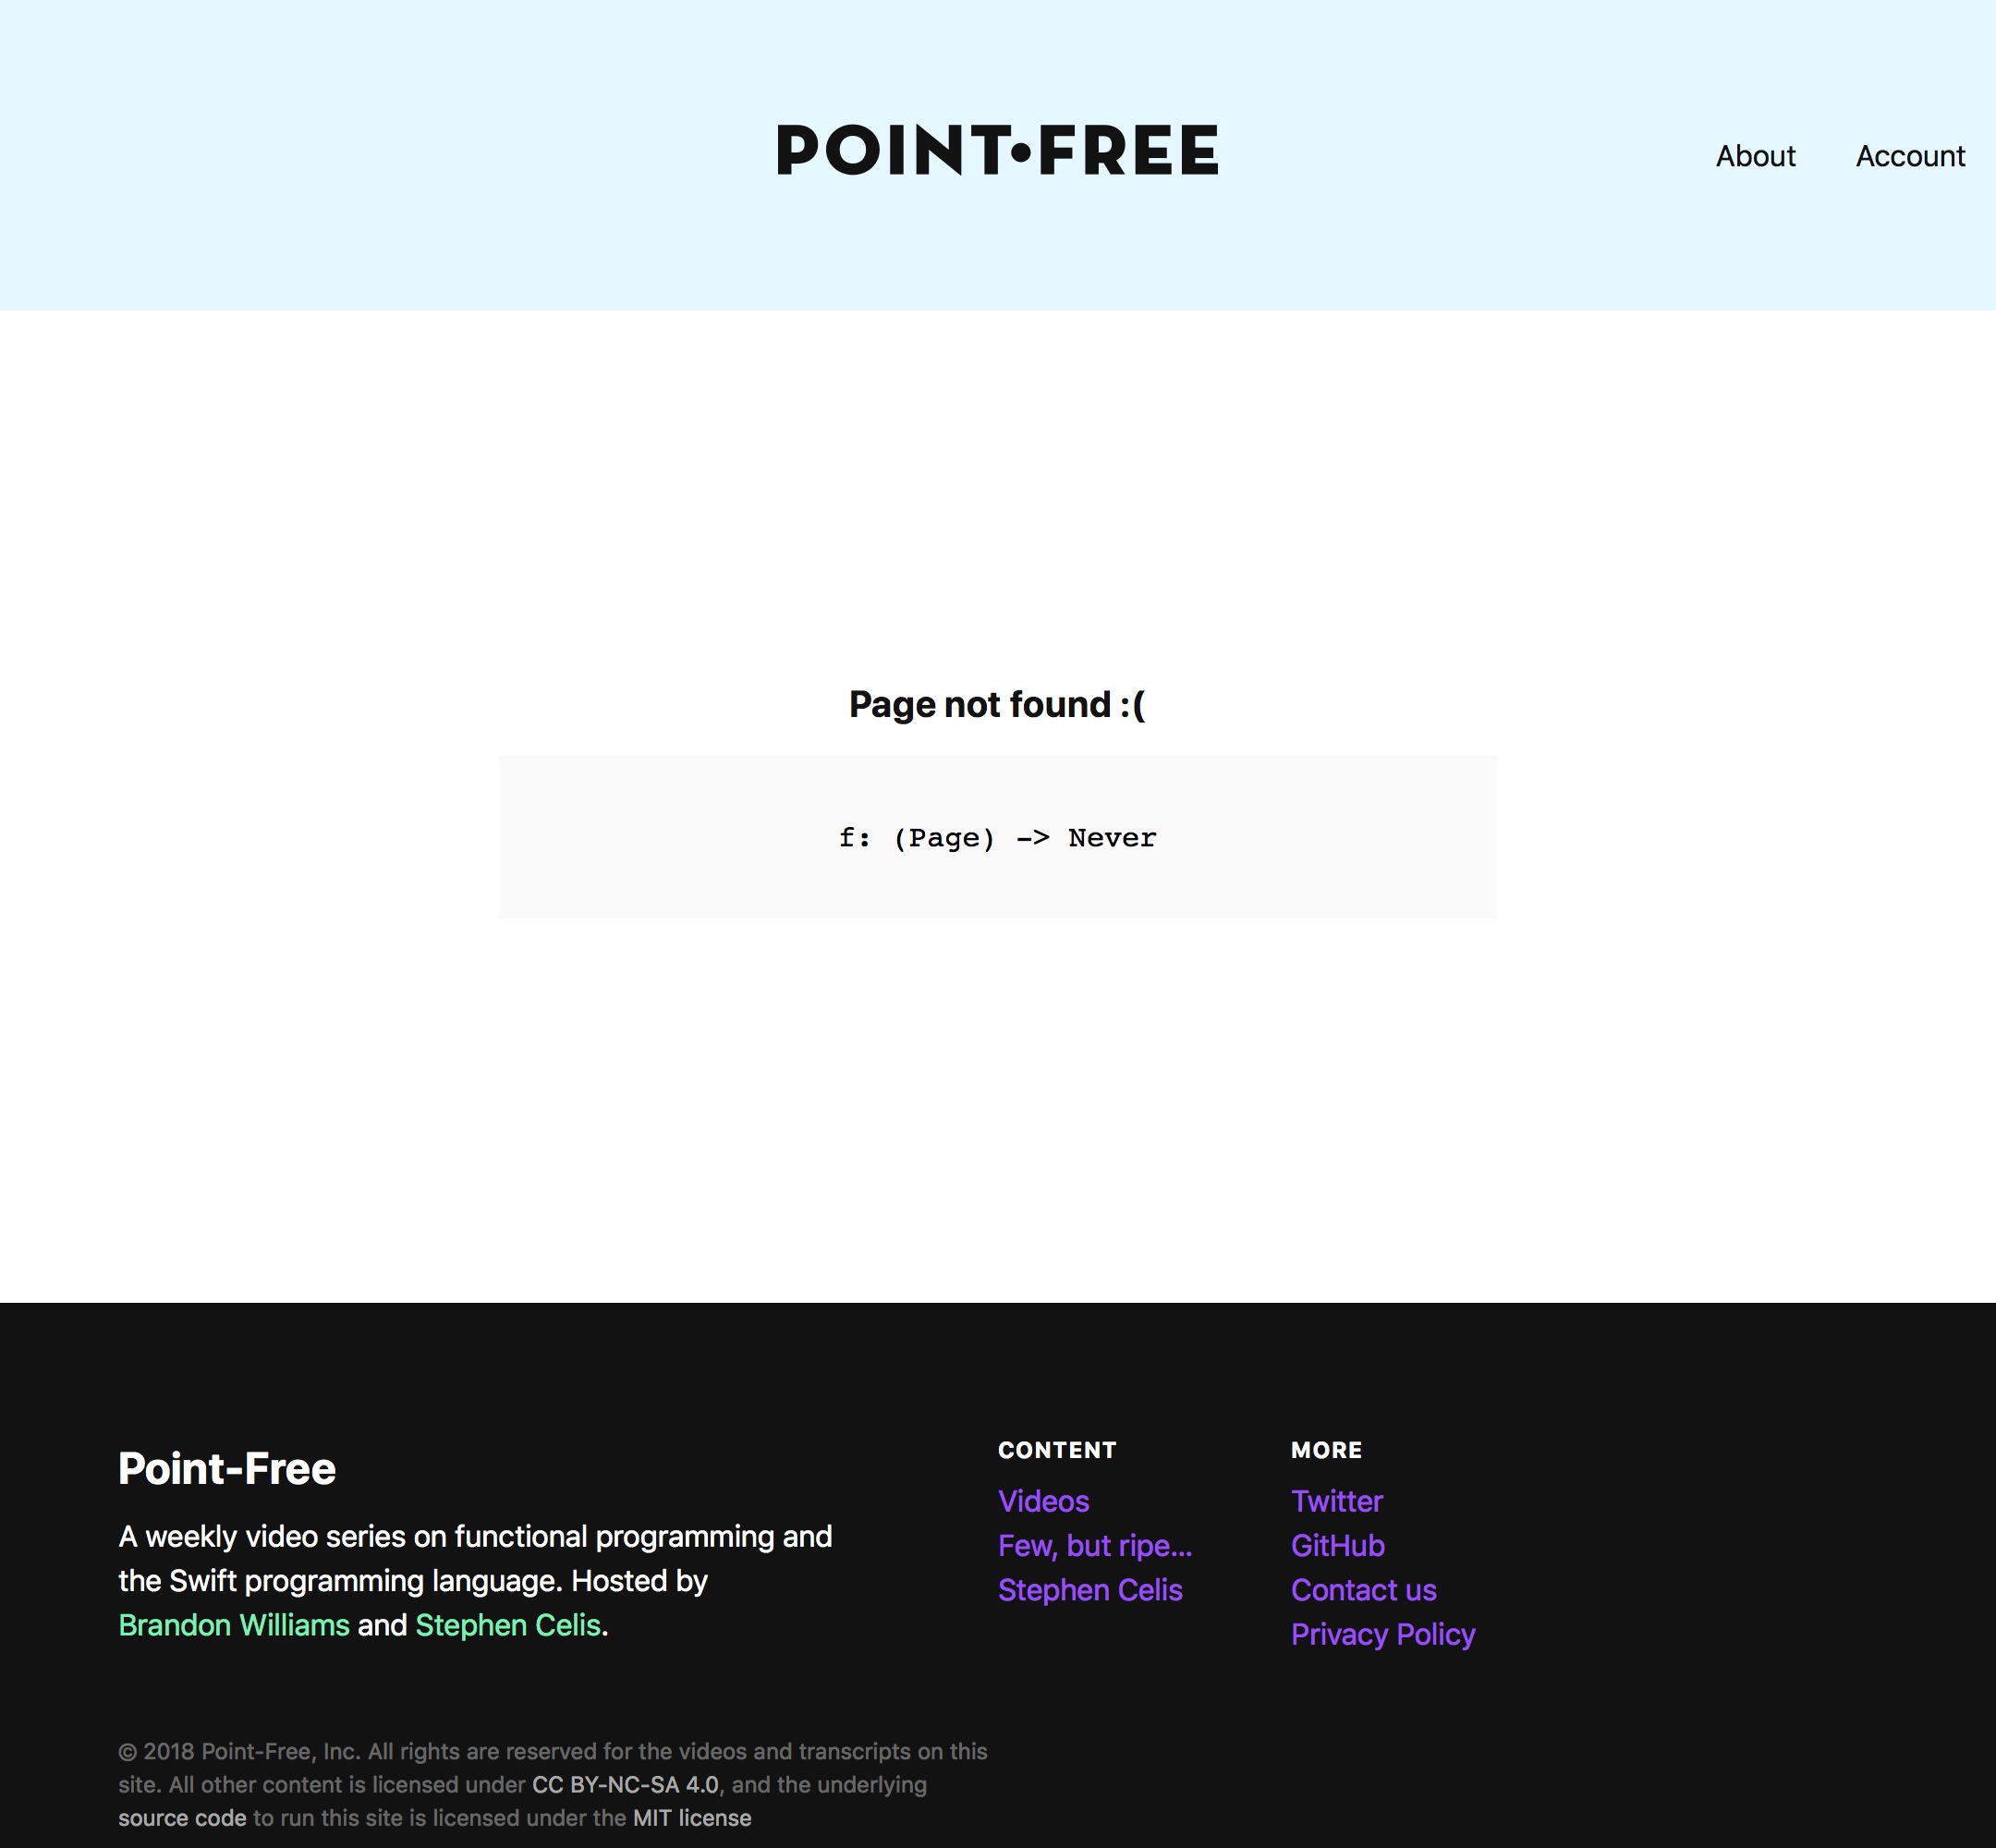 POINT•FREE
About Account
Page not found :(
f: (Page) -> Never
Point-Free
A weekly video series on functional programming and
the Swift programming language. Hosted by
Brandon Williams and Stephen Celis.
CONTENT
Videos
Few, but ripe...
Stephen Celis
MORE
Twitter
GitHub
Contact us
Privacy Policy
© 2018 Point-Free, Inc. All rights are reserved for the videos and transcripts on this
site. All other content is licensed under CC BY-NC-SA 4.0, and the underlying
source code to run this site is licensed under the MIT license